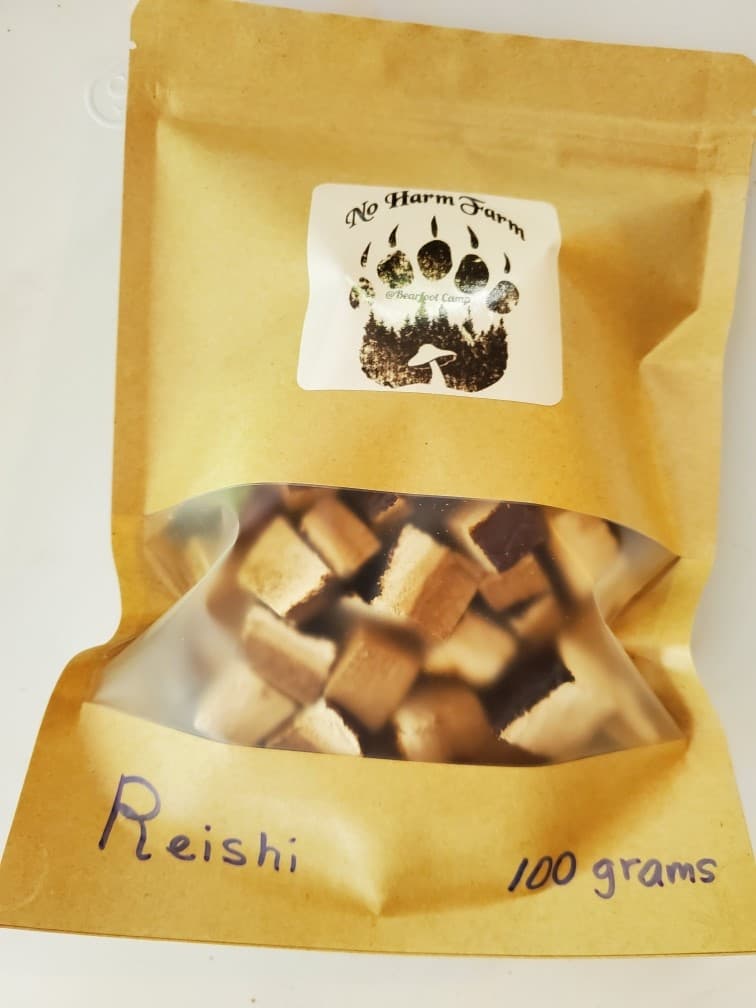 No Harm Farm
@Bearfoot Camp
Reishi
100 grams